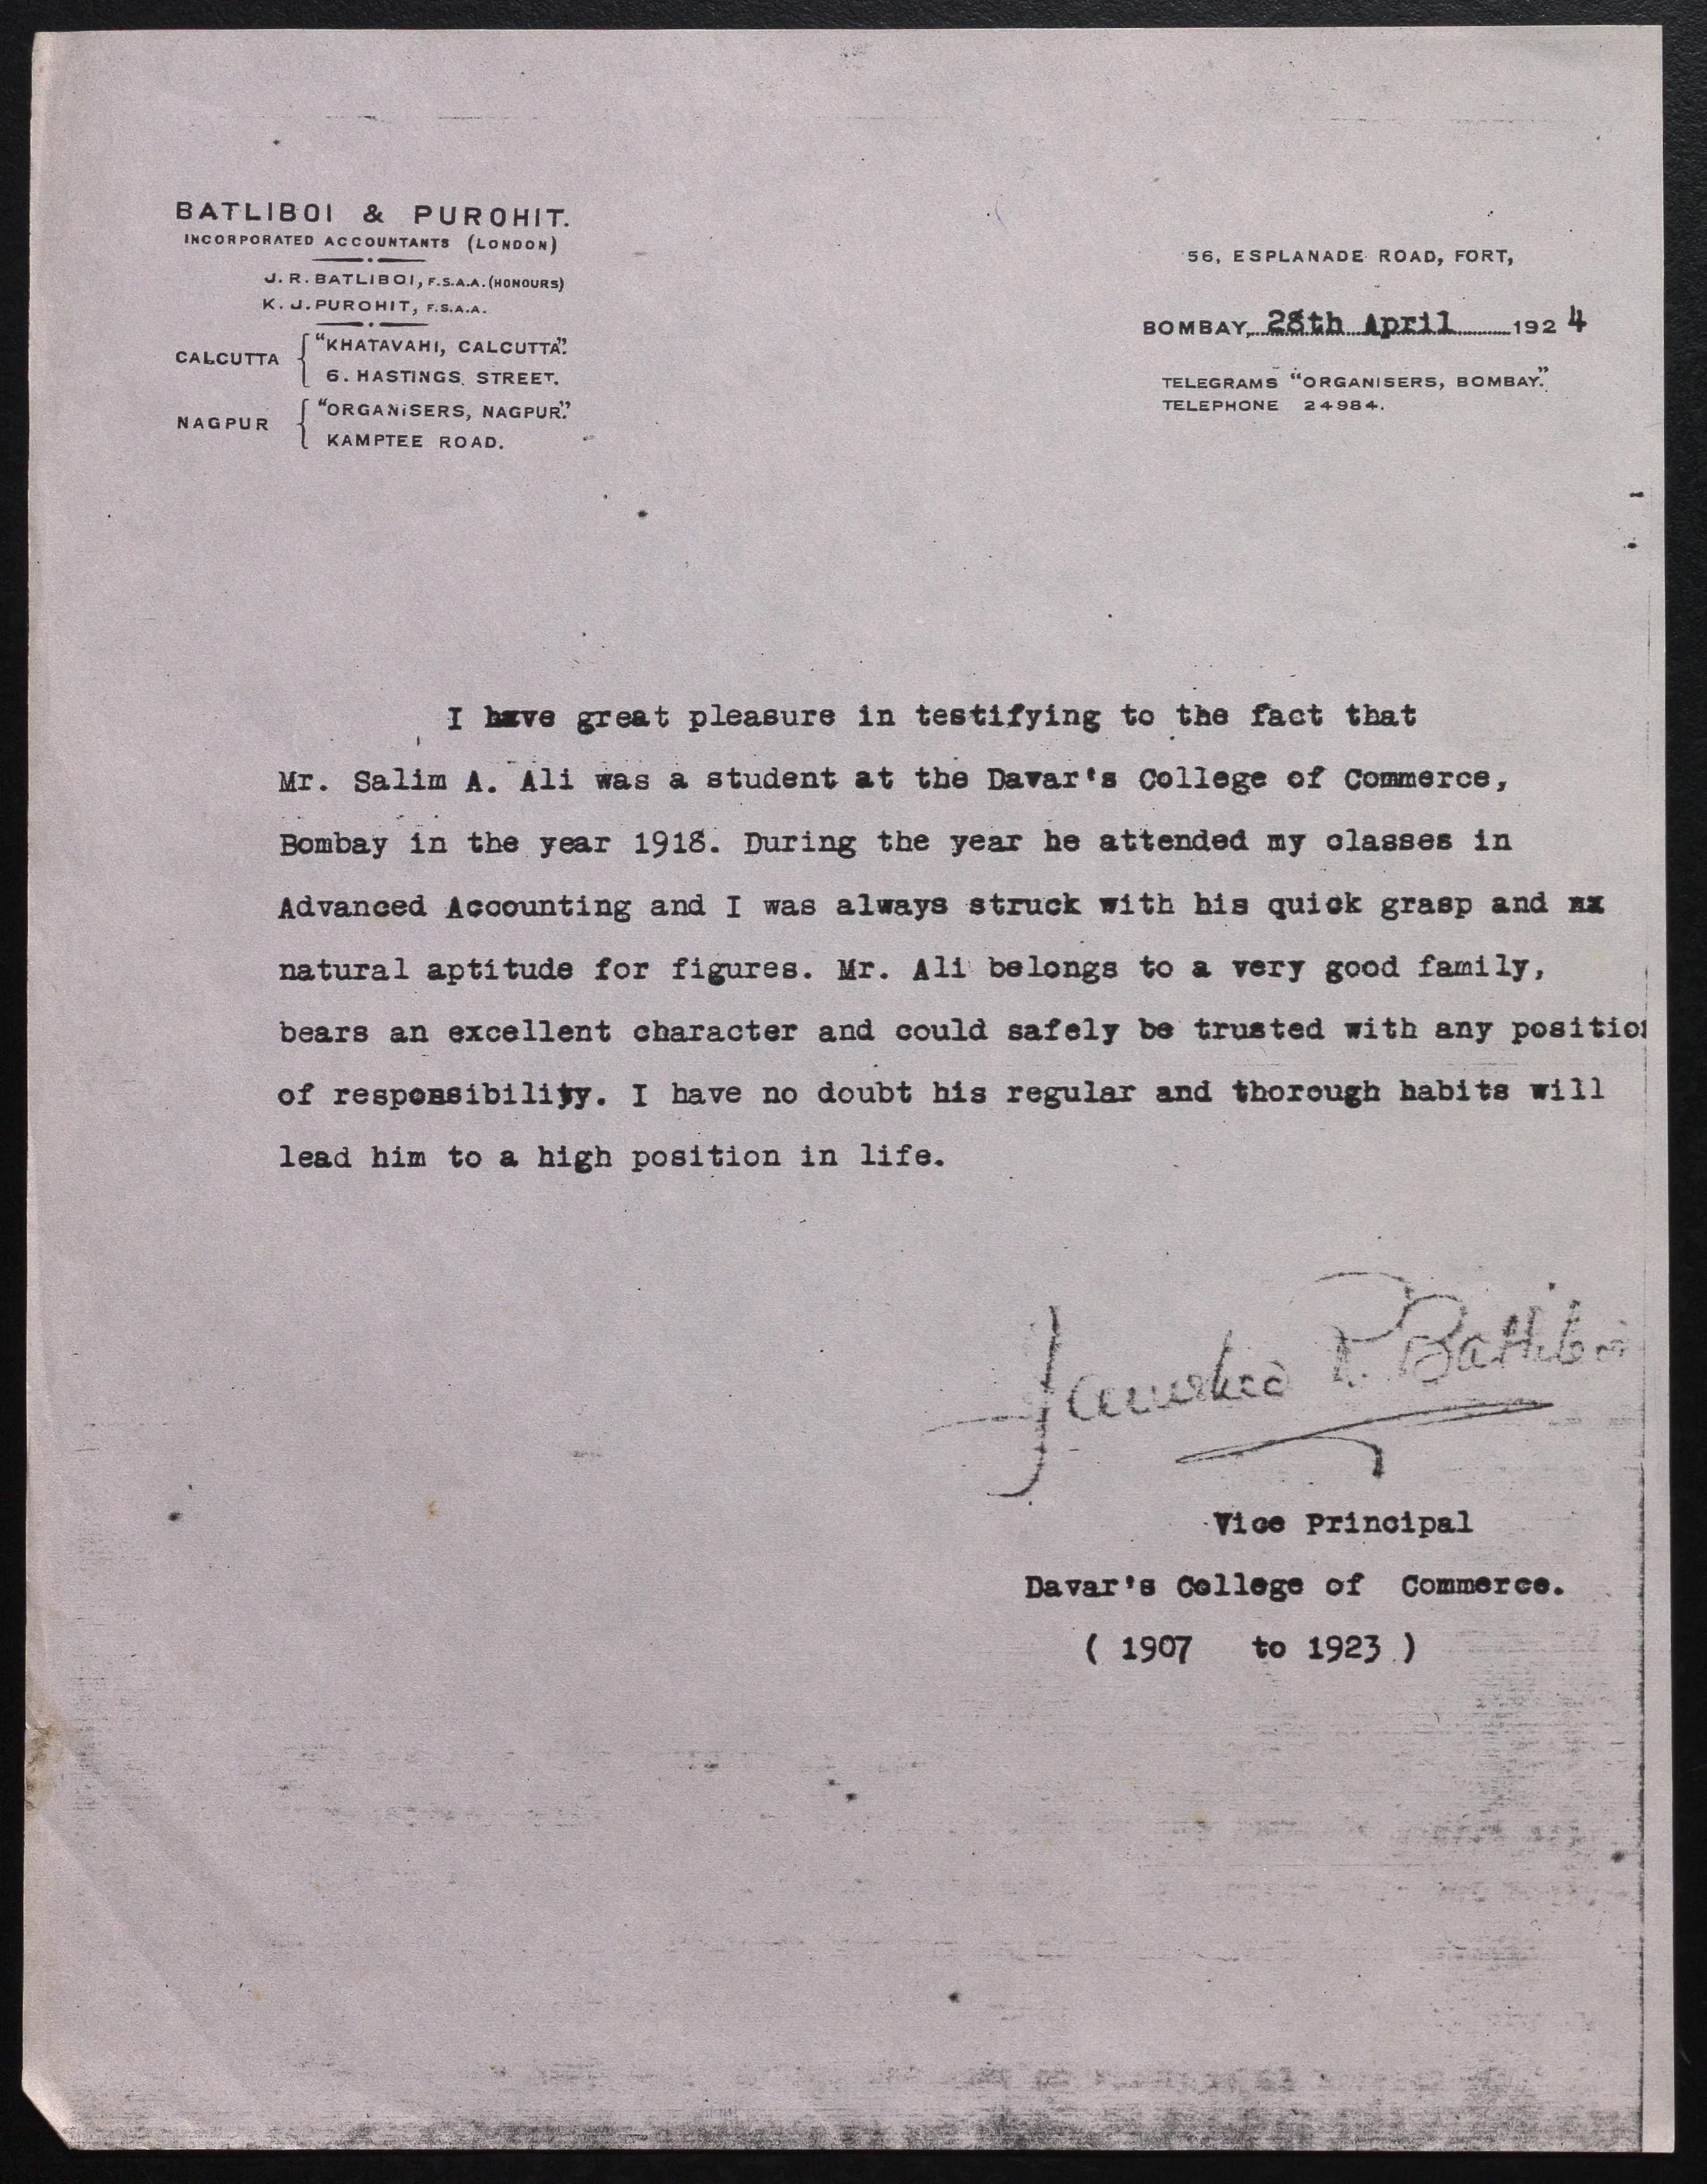 BATLIBOI & PUROHIT.
INCORPORATED ACCOUNTANTS (LONDON)
J. R. BATLIBOI, F.S.A.A. (HONOURS)
K. J. PUROHIT, F.S.A.A.
CALCUTTA { "KHATAVAHI, CALCUTTA".
6. HASTINGS. STREET.
NAGPUR { "ORGANISERS, NAGPUR".
KAMPTEE ROAD.
56, ESPLANADE ROAD, FORT,
BOMBAY, 28th April 1924
TELEGRAMS "ORGANISERS, BOMBAY".
TELEPHONE 24984.
I have great pleasure in testifying to the fact that
Mr. Salim A. Ali was a student at the Davar's College of Commerce,
Bombay in the year 1918. During the year he attended my classes in
Advanced Accounting and I was always struck with his quick grasp and
natural aptitude for figures. Mr. Ali belongs to a very good family,
bears an excellent character and could safely be trusted with any position
of responsibility. I have no doubt his regular and thorough habits will
lead him to a high position in life.
Jamshed R. Batliboi
Vice Principal
Davar's College of Commerce.
( 1907 to 1923 )